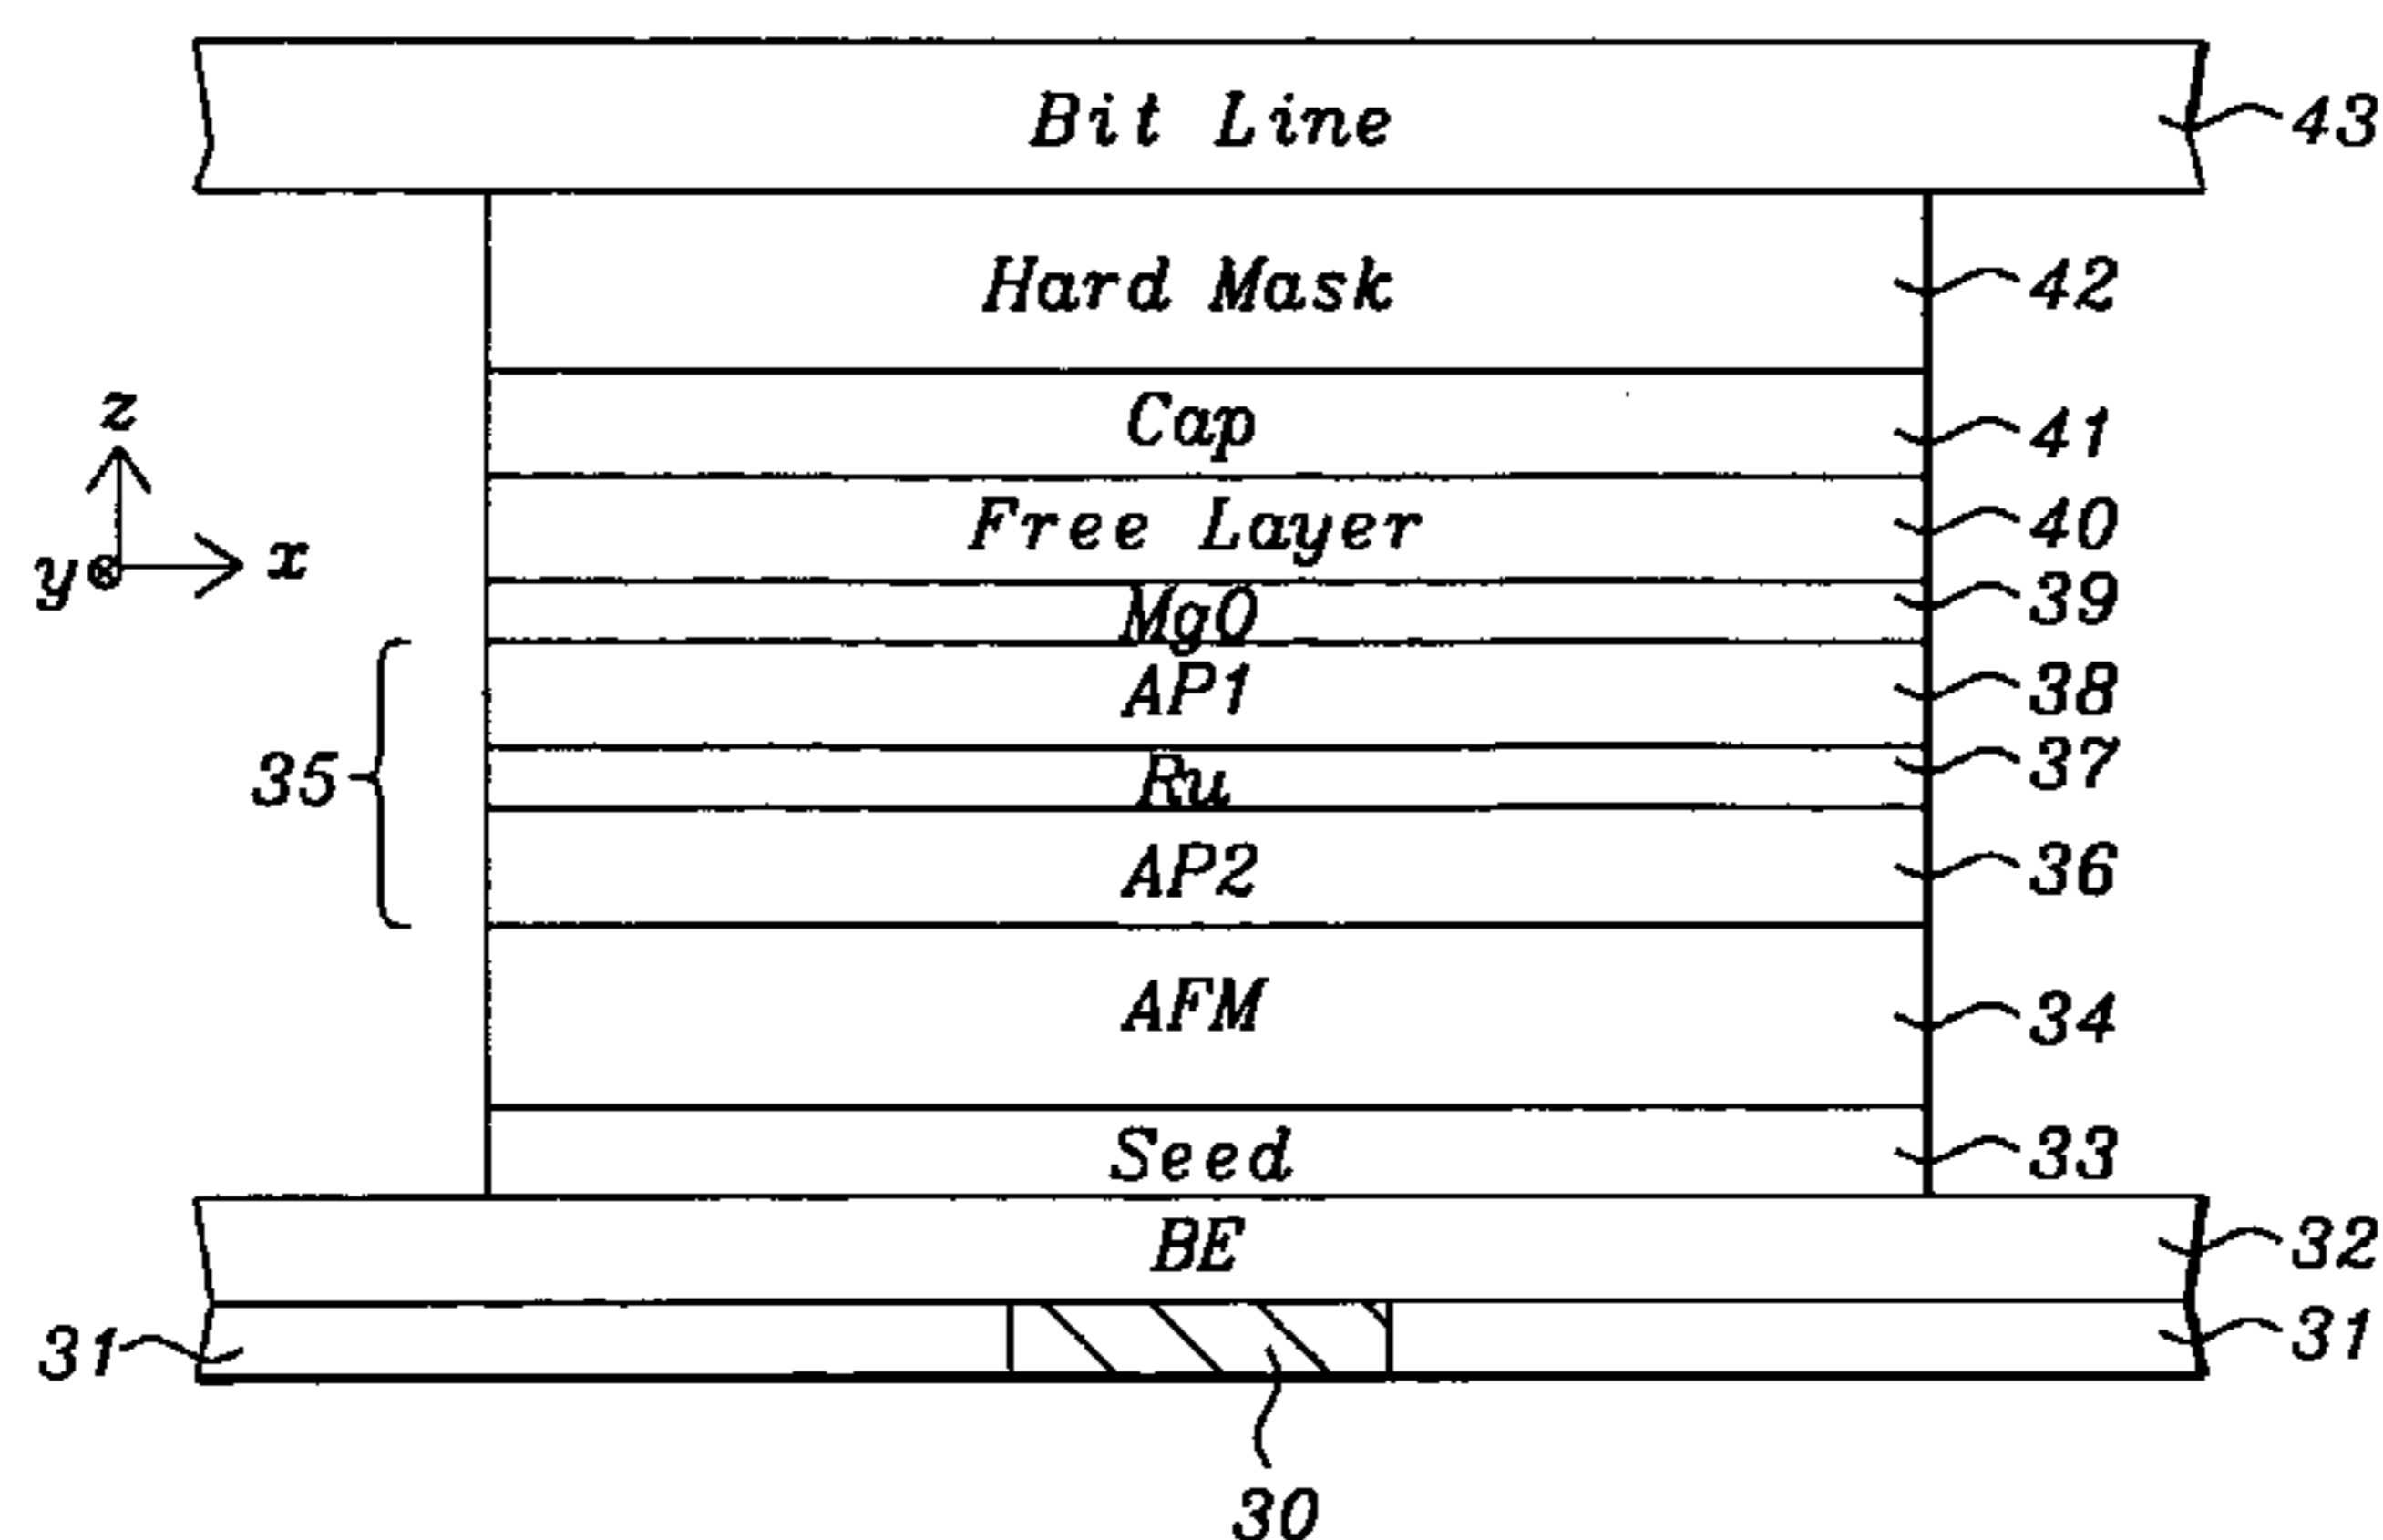 Bit Line 43
Hard Mask 42
z
Cap 41
Free Layer 40
y x
MgO 39
AP1 38
35
Ru 37
AP2 36
AFM 34
Seed 33
BE 32
31 31
30